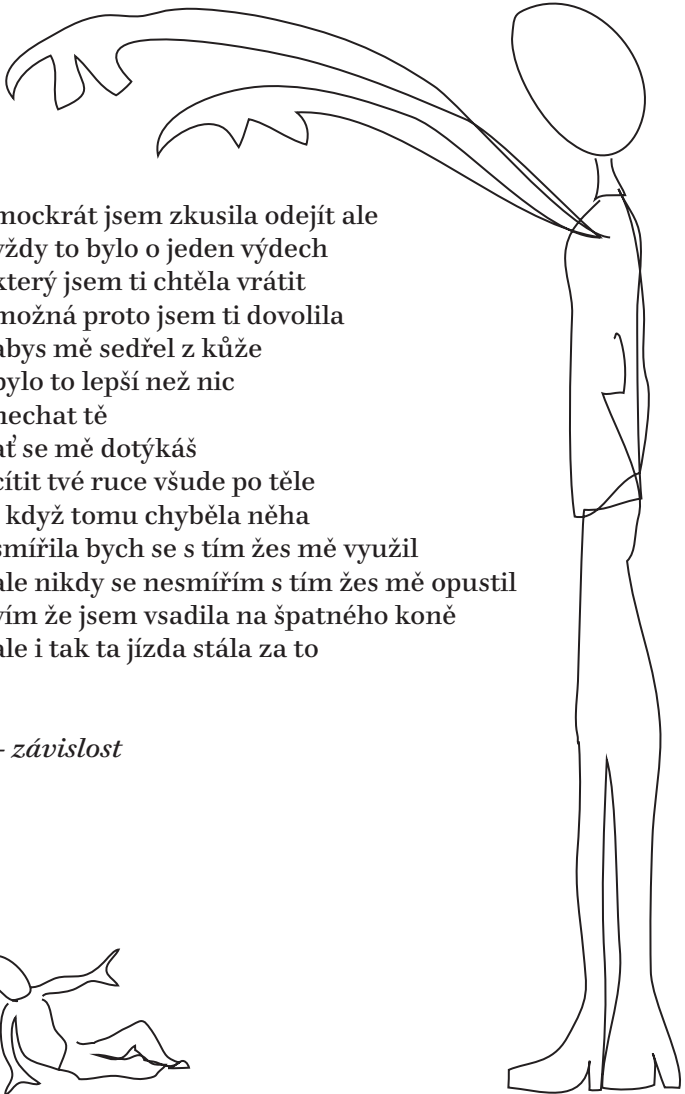 mockrát jsem zkusila odejít ale
vždy to bylo o jeden výdech
který jsem ti chtěla vrátit
možná proto jsem ti dovolila
abys mě sedřel z kůže
bylo to lepší než nic
nechat tě
ať se mě dotýkáš
cítit tvé ruce všude po těle
když tomu chyběla něha
smířila bych se s tím žes mě využil
ale nikdy se nesmířím s tím žes mě opustil
vím že jsem vsadila na špatného koně
ale i tak ta jízda stála za to
- závislost